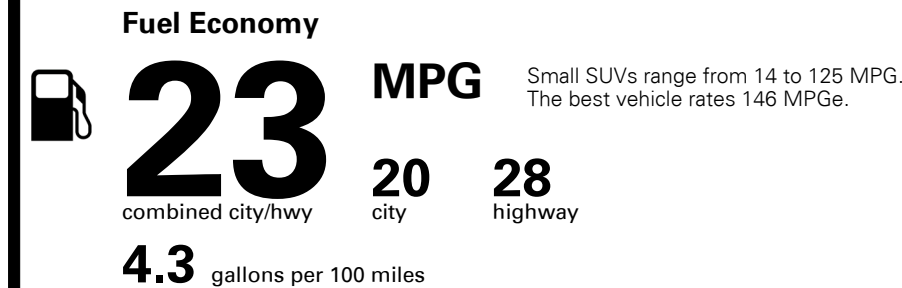 Fuel Economy
23 MPG
Small SUVs range from 14 to 125 MPG.
The best vehicle rates 146 MPGe.
combined city/hwy
20 city
28 highway
4.3 gallons per 100 miles